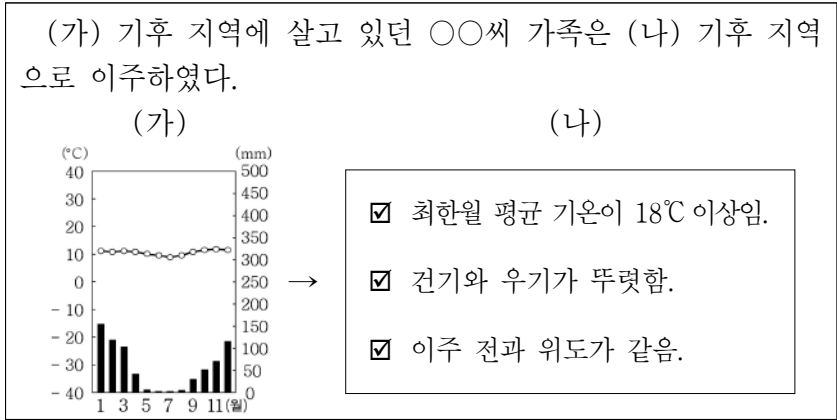 (가) 기후 지역에 살고 있던 ○○씨 가족은 (나) 기후 지역
으로 이주하였다.
(가) (나)
(℃) (mm)
40 500
30 450
20 400
10 350
0 300
- 10 250
- 20 200
- 30 150
- 40 100
50
0
1 3 5 7 9 11(월)
→
☑ 최한월 평균 기온이 18℃ 이상임.
☑ 건기와 우기가 뚜렷함.
☑ 이주 전과 위도가 같음.